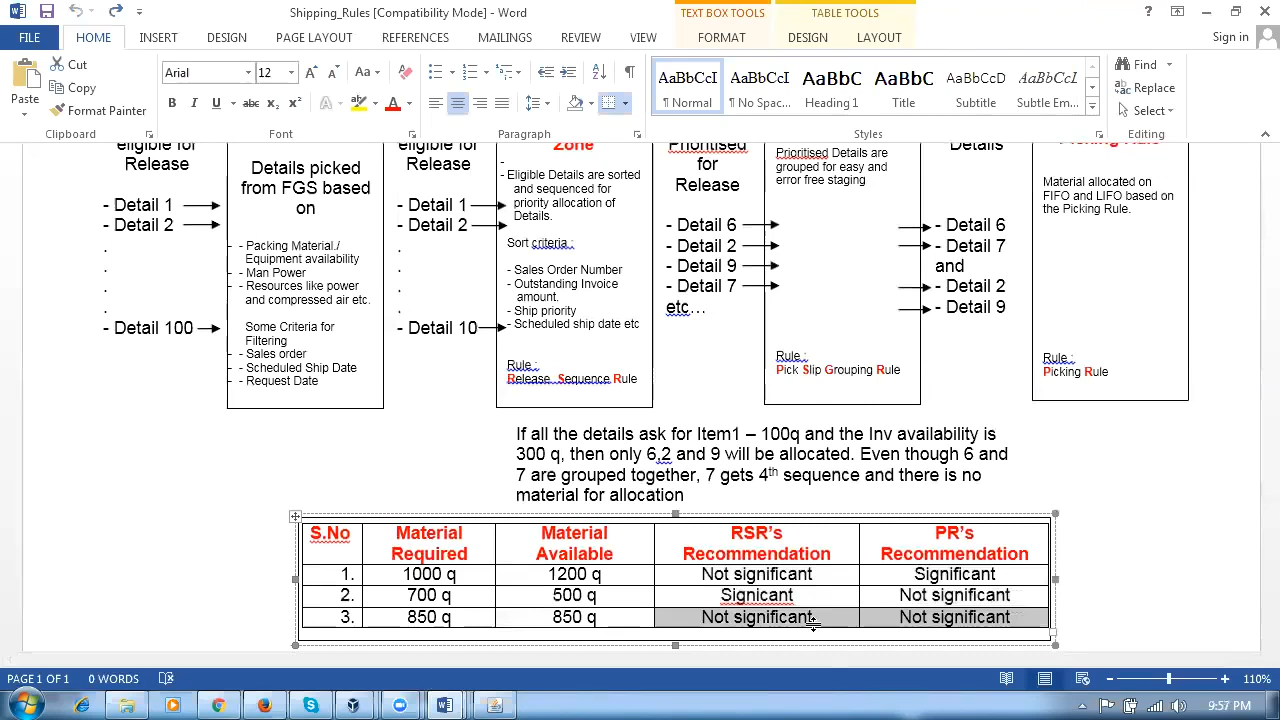 Shipping_Rules [Compatibility Mode] - Word
TEXT BOX TOOLS
TABLE TOOLS
?
FILE
HOME
INSERT
DESIGN
PAGE LAYOUT
REFERENCES
MAILINGS
REVIEW
VIEW
FORMAT
DESIGN
LAYOUT
Sign in
Paste
Cut
Copy
Format Painter
Clipboard
Arial
12
Font
Paragraph
AaBbCcI
¶ Normal
AaBbCcI
¶ No Spac...
AaBbC
Heading 1
AaBbC
Title
AaBbCcD
Subtitle
AaBbCcI
Subtle Em...
Styles
Find
Replace
Select
Editing
eligible for
Release
- Detail 1
- Detail 2
.
.
.
.
- Detail 100
Details picked
from FGS based
on
- Packing Material./
Equipment availability
- Man Power
- Resources like power
and compressed air etc.
Some Criteria for
Filtering
- Sales order
- Scheduled Ship Date
- Request Date
eligible for
Release
- Detail 1
- Detail 2
.
.
.
.
- Detail 10
Zone
-
- Eligible Details are sorted
and sequenced for
priority allocation of
Details.
Sort criteria :
- Sales Order Number
- Outstanding Invoice
amount.
- Ship priority
- Scheduled ship date etc
Rule :
Release Sequence Rule
Prioritised
for
Release
- Detail 6
- Detail 2
- Detail 9
- Detail 7
etc…
Prioritised Details are
grouped for easy and
error free staging
Rule :
Pick Slip Grouping Rule
Details
- Detail 6
- Detail 7
and
- Detail 2
- Detail 9
Picking Rule
Material allocated on
FIFO and LIFO based on
the Picking Rule.
Rule :
Picking Rule
If all the details ask for Item1 – 100q and the Inv availability is
300 q, then only 6,2 and 9 will be allocated. Even though 6 and
7 are grouped together, 7 gets 4th sequence and there is no
material for allocation
S.No Material Required Material Available RSR's Recommendation PR's Recommendation
1. 1000 q 1200 q Not significant Significant
2. 700 q 500 q Signicant Not significant
3. 850 q 850 q Not significant Not significant
PAGE 1 OF 1
0 WORDS
110%
9:57 PM